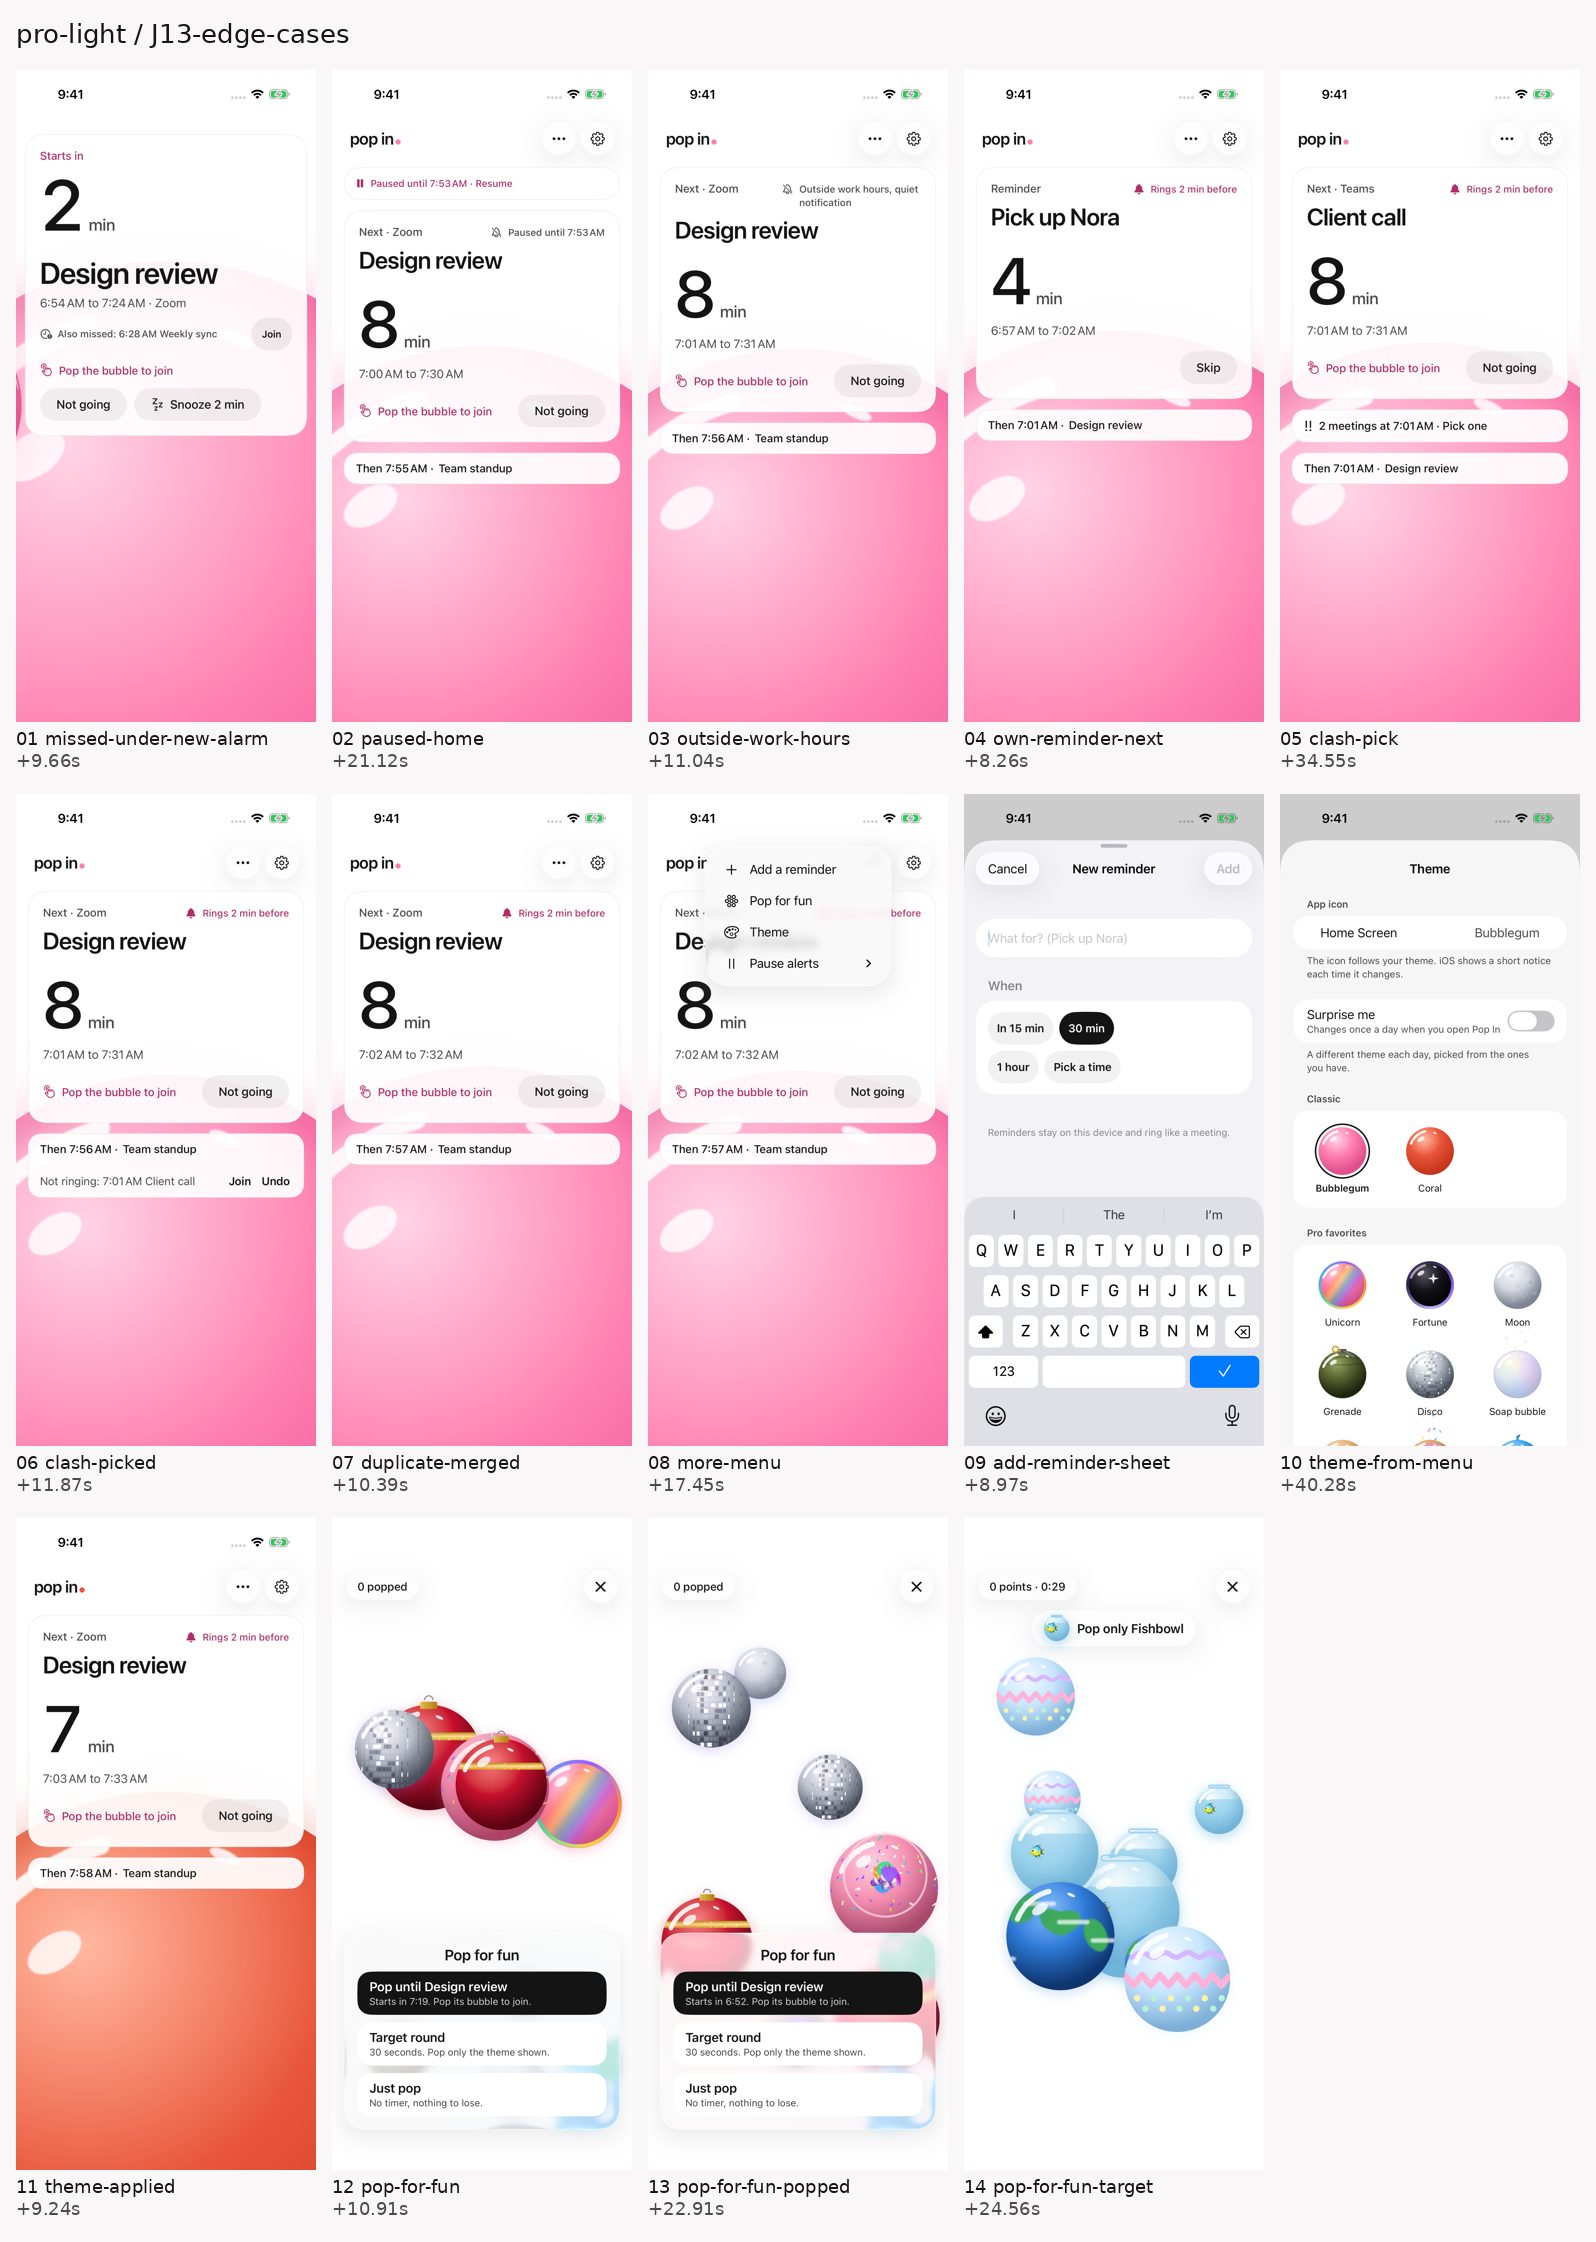 pro-light / J13-edge-cases
9:41
Starts in
2 min
Design review
6:54 AM to 7:24 AM · Zoom
Also missed: 6:28 AM Weekly sync
Join
Pop the bubble to join
Not going
Snooze 2 min
01 missed-under-new-alarm
+9.66s
9:41
pop in.
Paused until 7:53 AM · Resume
Next · Zoom
Paused until 7:53 AM
Design review
8 min
7:00 AM to 7:30 AM
Pop the bubble to join
Not going
Then 7:55 AM · Team standup
02 paused-home
+21.12s
9:41
pop in.
Next · Zoom
Outside work hours, quiet
notification
Design review
8 min
7:01 AM to 7:31 AM
Pop the bubble to join
Not going
Then 7:56 AM · Team standup
03 outside-work-hours
+11.04s
9:41
pop in.
Reminder
Rings 2 min before
Pick up Nora
4 min
6:57 AM to 7:02 AM
Skip
Then 7:01 AM · Design review
04 own-reminder-next
+8.26s
9:41
pop in.
Next · Teams
Rings 2 min before
Client call
8 min
7:01 AM to 7:31 AM
Pop the bubble to join
Not going
!! 2 meetings at 7:01 AM · Pick one
Then 7:01 AM · Design review
05 clash-pick
+34.55s
9:41
pop in.
Next · Zoom
Rings 2 min before
Design review
8 min
7:01 AM to 7:31 AM
Pop the bubble to join
Not going
Then 7:56 AM · Team standup
Not ringing: 7:01 AM Client call
Join Undo
06 clash-picked
+11.87s
9:41
pop in.
Next · Zoom
Rings 2 min before
Design review
8 min
7:02 AM to 7:32 AM
Pop the bubble to join
Not going
Then 7:57 AM · Team standup
07 duplicate-merged
+10.39s
9:41
pop in
Add a reminder
Pop for fun
Theme
Pause alerts
before
8 min
7:02 AM to 7:32 AM
Pop the bubble to join
Not going
Then 7:57 AM · Team standup
08 more-menu
+17.45s
9:41
Cancel
New reminder
Add
What for? (Pick up Nora)
When
In 15 min
30 min
1 hour
Pick a time
Reminders stay on this device and ring like a meeting.
I The I'm
Q W E R T Y U I O P
A S D F G H J K L
Z X C V B N M
123
09 add-reminder-sheet
+8.97s
9:41
Theme
App icon
Home Screen
Bubblegum
The icon follows your theme. iOS shows a short notice
each time it changes.
Surprise me
Changes once a day when you open Pop In
A different theme each day, picked from the ones
you have.
Classic
Bubblegum
Coral
Pro favorites
Unicorn
Fortune
Moon
Grenade
Disco
Soap bubble
10 theme-from-menu
+40.28s
9:41
pop in.
Next · Zoom
Rings 2 min before
Design review
7 min
7:03 AM to 7:33 AM
Pop the bubble to join
Not going
Then 7:58 AM · Team standup
11 theme-applied
+9.24s
0 popped
Pop for fun
Pop until Design review
Starts in 7:19. Pop its bubble to join.
Target round
30 seconds. Pop only the theme shown.
Just pop
No timer, nothing to lose.
12 pop-for-fun
+10.91s
0 popped
Pop for fun
Pop until Design review
Starts in 6:52. Pop its bubble to join.
Target round
30 seconds. Pop only the theme shown.
Just pop
No timer, nothing to lose.
13 pop-for-fun-popped
+22.91s
0 points · 0:29
Pop only Fishbowl
14 pop-for-fun-target
+24.56s